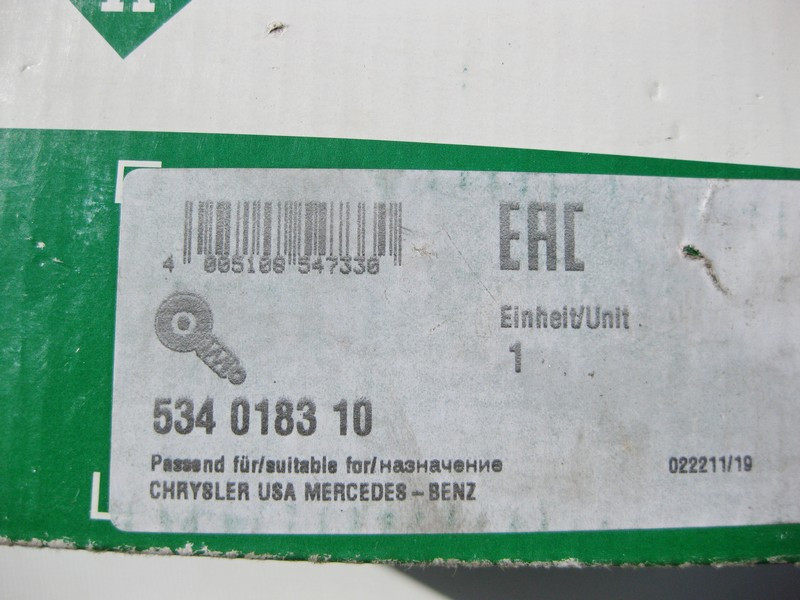 EAC
4 005108 547330
Einheit/Unit
1
534 0183 10
Passend für/suitable for/назначение
022211/19
CHRYSLER USA MERCEDES-BENZ